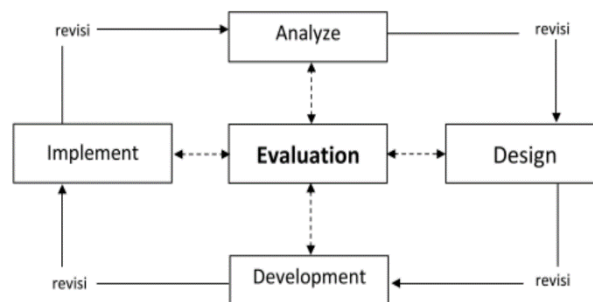 revisi
Analyze
revisi
Implement
Evaluation
Design
revisi
Development
revisi